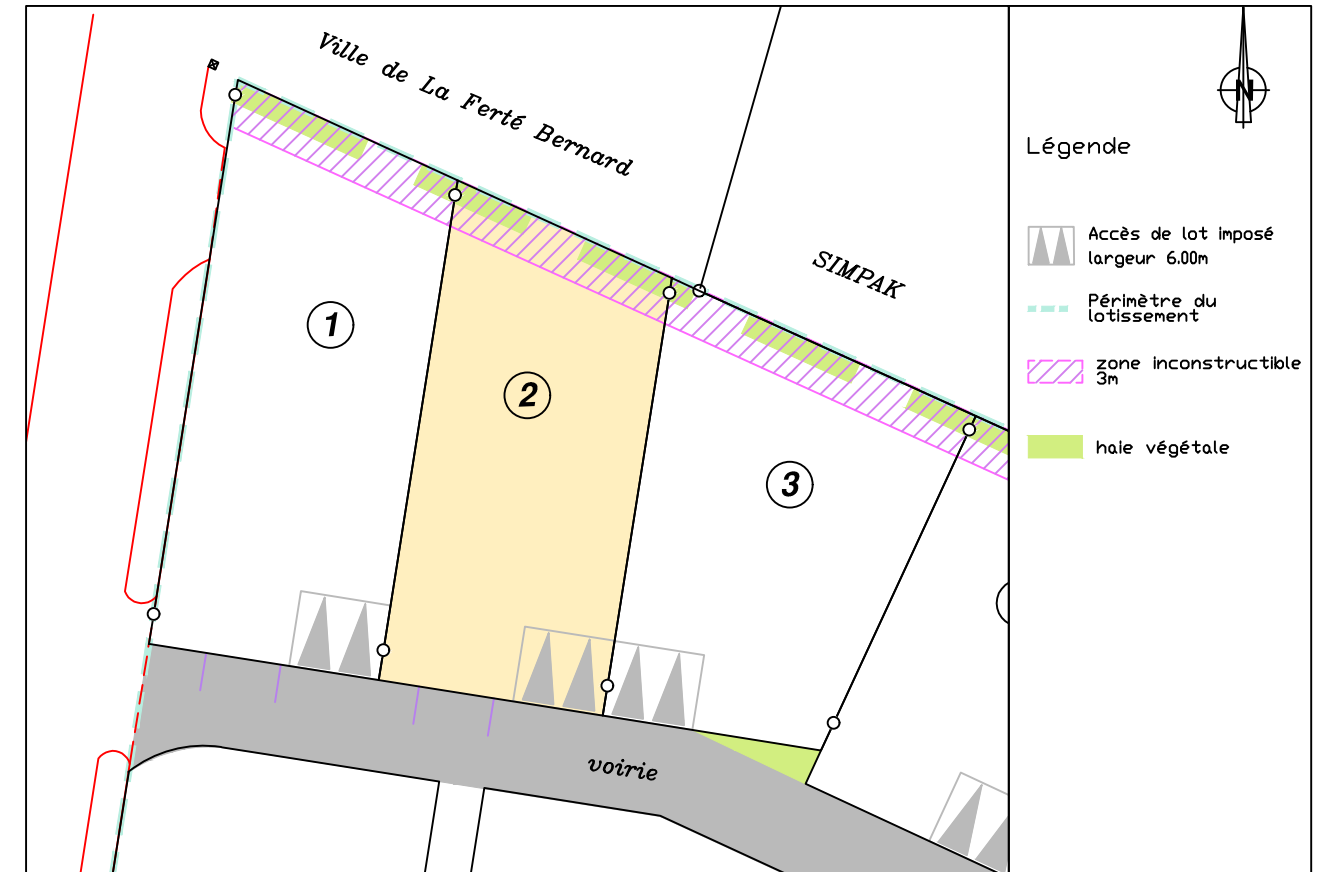 Ville de La Ferté Bernard
N
Légende
Accès de lot imposé
largeur 6.00m
SIMPAK
Périmètre du
lotissement
1
zone inconstructible
3m
2
haie végétale
3
voirie